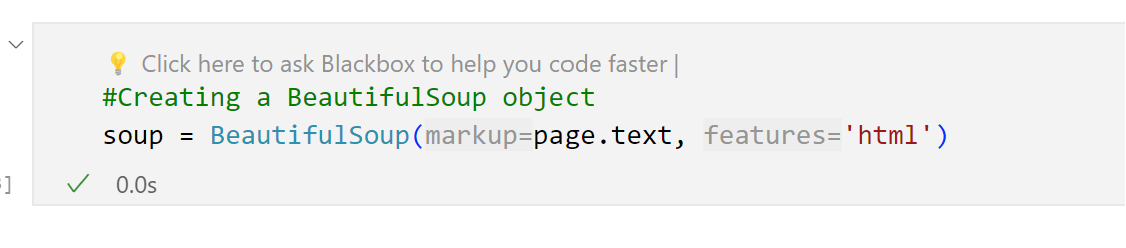 💡 Click here to ask Blackbox to help you code faster |
#Creating a BeautifulSoup object
soup = BeautifulSoup(markup=page.text, features='html')
]
0.0s